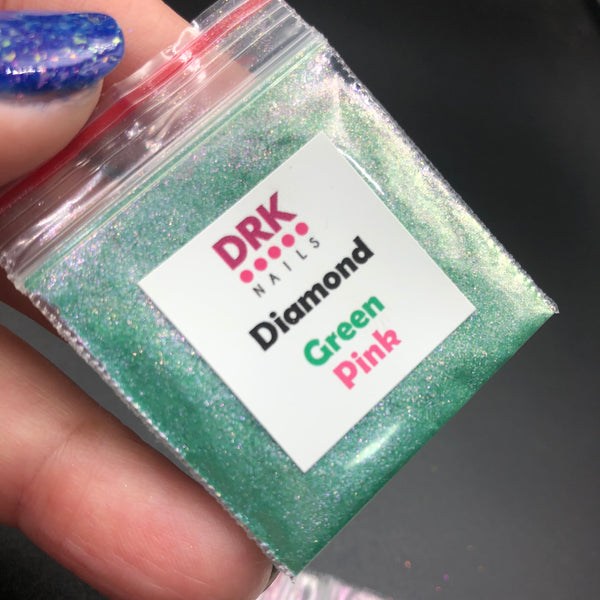 DRK
NAILS
Diamond
Green
Pink